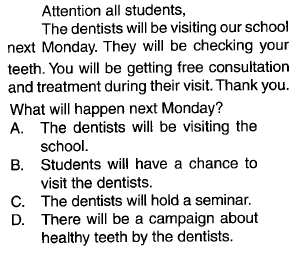 Attention all students,
The dentists will be visiting our school
next Monday. They will be checking your
teeth. You will be getting free consultation
and treatment during their visit. Thank you.
What will happen next Monday?
A. The dentists will be visiting the
school.
B. Students will have a chance to
visit the dentists.
C. The dentists will hold a seminar.
D. There will be a campaign about
healthy teeth by the dentists.